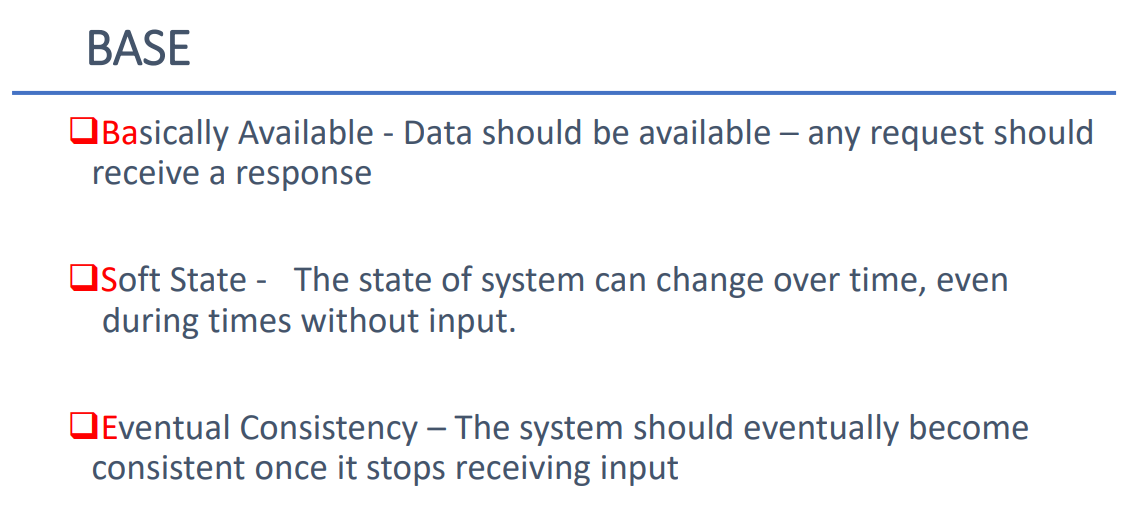 BASE
❑Basically Available - Data should be available – any request should
receive a response
❑Soft State -   The state of system can change over time, even
during times without input.
❑Eventual Consistency – The system should eventually become
consistent once it stops receiving input